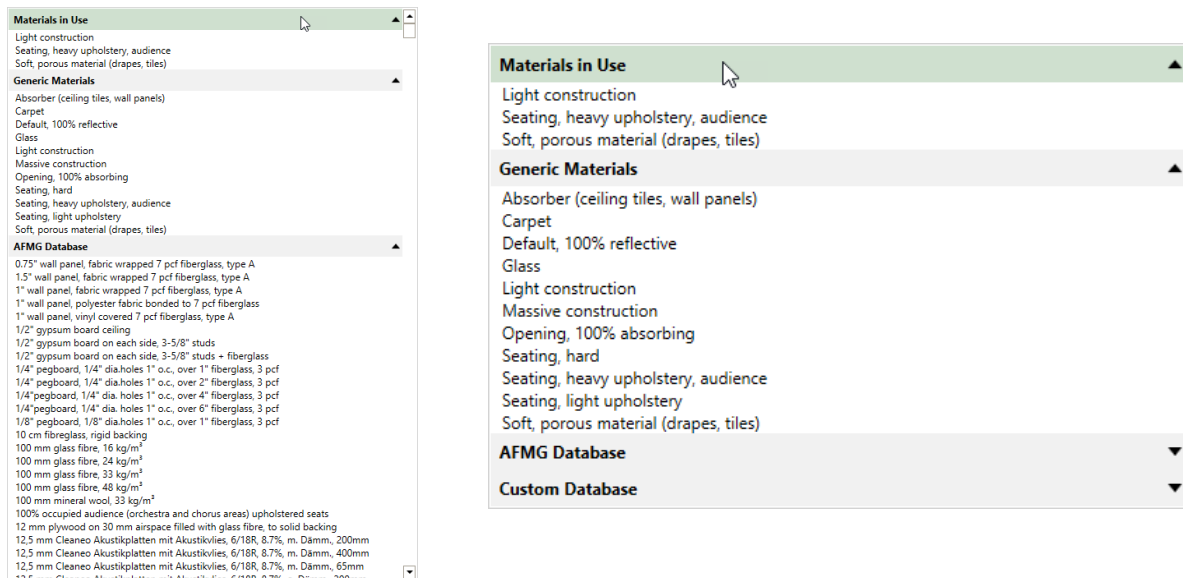 Materials in Use
Light construction
Seating, heavy upholstery, audience
Soft, porous material (drapes, tiles)
Generic Materials
Absorber (ceiling tiles, wall panels)
Carpet
Default, 100% reflective
Glass
Light construction
Massive construction
Opening, 100% absorbing
Seating, hard
Seating, heavy upholstery, audience
Seating, light upholstery
Soft, porous material (drapes, tiles)
AFMG Database
0.75" wall panel, fabric wrapped 7 pcf fiberglass, type A
1.5" wall panel, fabric wrapped 7 pcf fiberglass, type A
1" wall panel, fabric wrapped 7 pcf fiberglass, type A
1" wall panel, polyester fabric bonded to 7 pcf fiberglass
1" wall panel, vinyl covered 7 pcf fiberglass, type A
1/2" gypsum board ceiling
1/2" gypsum board on each side, 3-5/8" studs
1/2" gypsum board on each side, 3-5/8" studs + fiberglass
1/4" pegboard, 1/4" dia.holes 1" o.c., over 1" fiberglass, 3 pcf
1/4" pegboard, 1/4" dia.holes 1" o.c., over 2" fiberglass, 3 pcf
1/4"pegboard, 1/4" dia. holes 1" o.c., over 4" fiberglass, 3 pcf
1/4"pegboard, 1/4" dia. holes 1" o.c., over 6" fiberglass, 3 pcf
1/8" pegboard, 1/8" dia.holes 1" o.c., over 1" fiberglass, 3 pcf
10 cm fibreglass, rigid backing
100 mm glass fibre, 16 kg/m³
100 mm glass fibre, 24 kg/m³
100 mm glass fibre, 33 kg/m³
100 mm glass fibre, 48 kg/m³
100 mm mineral wool, 33 kg/m³
100% occupied audience (orchestra and chorus areas) upholstered seats
12 mm plywood on 30 mm airspace filled with glass fibre, to solid backing
12,5 mm Cleaneo Akustikplatten mit Akustikvlies, 6/18R, 8.7%, m. Dämm., 200mm
12,5 mm Cleaneo Akustikplatten mit Akustikvlies, 6/18R, 8.7%, m. Dämm., 400mm
12,5 mm Cleaneo Akustikplatten mit Akustikvlies, 6/18R, 8.7%, m. Dämm., 65mm
Materials in Use
Light construction
Seating, heavy upholstery, audience
Soft, porous material (drapes, tiles)
Generic Materials
Absorber (ceiling tiles, wall panels)
Carpet
Default, 100% reflective
Glass
Light construction
Massive construction
Opening, 100% absorbing
Seating, hard
Seating, heavy upholstery, audience
Seating, light upholstery
Soft, porous material (drapes, tiles)
AFMG Database
Custom Database